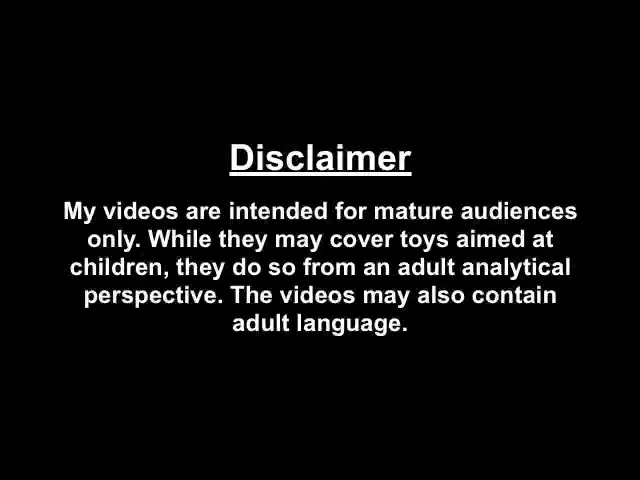 Disclaimer
My videos are intended for mature audiences
only. While they may cover toys aimed at
children, they do so from an adult analytical
perspective. The videos may also contain
adult language.